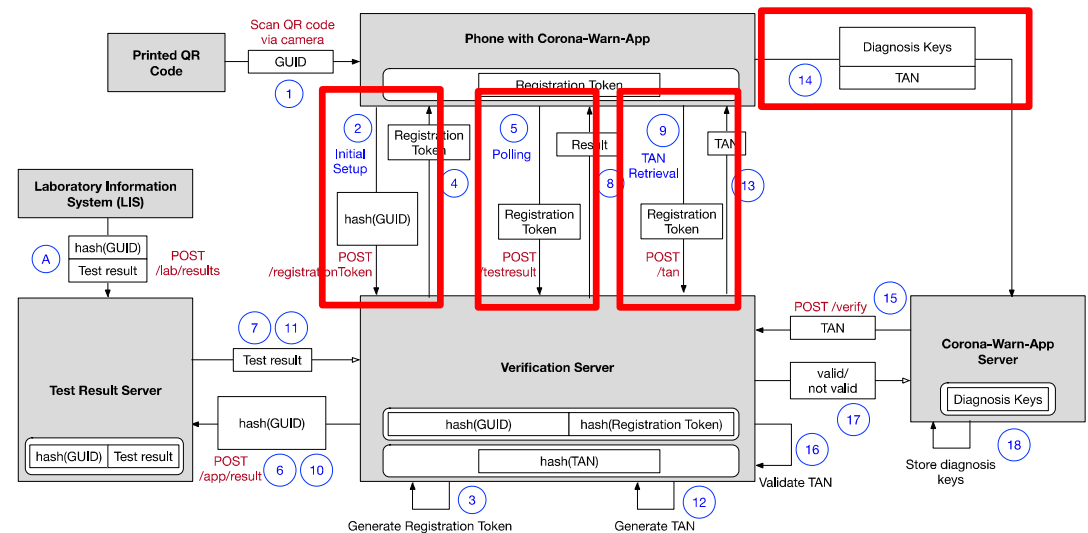 Scan QR code
via camera
Printed QR
Code
GUID
1
Phone with Corona-Warn-App
Registration Token
Diagnosis Keys
TAN
14
2
Initial
Setup
Registration
Token
4
hash(GUID)
POST
/registrationToken
5
Polling
Result
8
Registration
Token
POST
/testresult
9
TAN
Retrieval
TAN
13
Registration
Token
POST
/tan
Laboratory Information
System (LIS)
A
hash(GUID)
Test result
POST
/lab/results
7
11
Test result
Test Result Server
hash(GUID)
Test result
hash(GUID)
POST
/app/result
6
10
Verification Server
hash(GUID)
hash(Registration Token)
hash(TAN)
3
Generate Registration Token
12
Generate TAN
16
Validate TAN
15
POST /verify
TAN
valid/
not valid
17
Corona-Warn-App
Server
Diagnosis Keys
18
Store diagnosis
keys